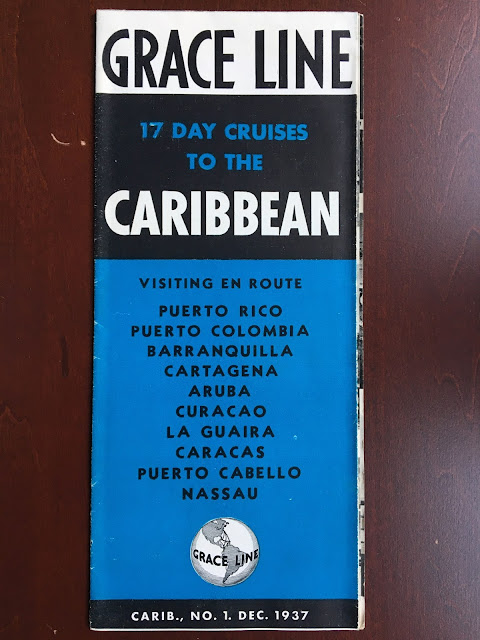 GRACE LINE
17 DAY CRUISES
TO THE
CARIBBEAN
VISITING EN ROUTE
PUERTO RICO
PUERTO COLOMBIA
BARRANQUILLA
CARTAGENA
ARUBA
CURACAO
LA GUAIRA
CARACAS
PUERTO CABELLO
NASSAU
GRACE LINE
CARIB., NO. 1. DEC. 1937